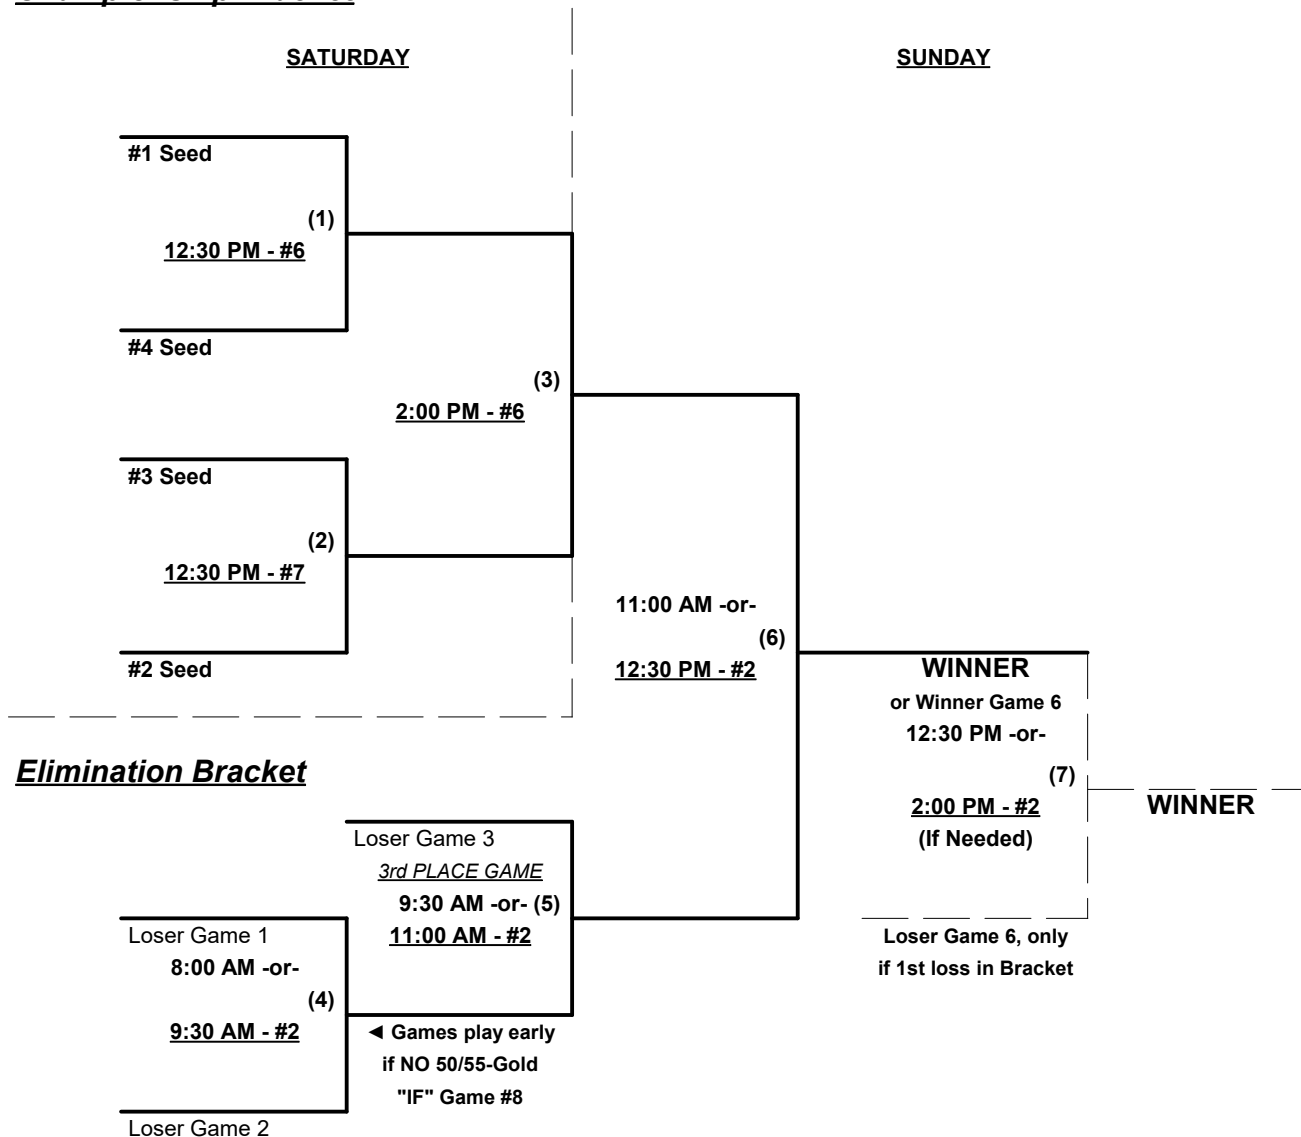 SATURDAY
SUNDAY
#1 Seed
(1)
12:30 PM - #6
#4 Seed
(3)
2:00 PM - #6
#3 Seed
(2)
12:30 PM - #7
#2 Seed
11:00 AM -or-
(6)
12:30 PM - #2
WINNER
or Winner Game 6
12:30 PM -or-
(7)
2:00 PM - #2
(If Needed)
WINNER
Loser Game 6, only
if 1st loss in Bracket
Elimination Bracket
Loser Game 3
3rd PLACE GAME
9:30 AM -or- (5)
11:00 AM - #2
Loser Game 1
8:00 AM -or-
(4)
9:30 AM - #2
◄ Games play early
if NO 50/55-Gold
"IF" Game #8
Loser Game 2